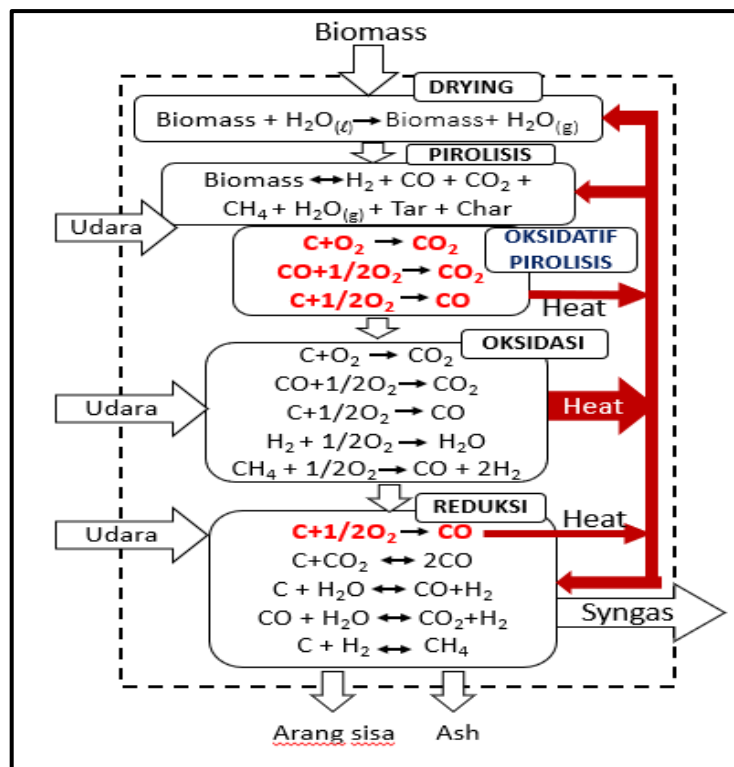 Biomass
DRYING
Biomass + H₂O₍ℓ₎→Biomass+ H₂O₍g₎
PIROLISIS
Biomass ↔H₂ + CO + CO₂ +
CH₄ + H₂O₍g₎ + Tar + Char
Udara
OKSIDATIF
PIROLISIS
C+O₂ → CO₂
CO+1/2O₂→CO₂
C+1/2O₂→ CO
Heat
OKSIDASI
C+O₂ → CO₂
CO+1/2O₂→CO₂
C+1/2O₂→ CO
H₂ + 1/2O₂→ H₂O
CH₄ + 1/2O₂→ CO + 2H₂
Udara
Heat
REDUKSI
Udara
C+1/2O₂→ CO
Heat
C+CO₂ ↔ 2CO
C + H₂O ↔ CO+H₂
CO + H₂O↔ CO₂+H₂
C + H₂ ↔ CH₄
Syngas
Arang sisa
Ash